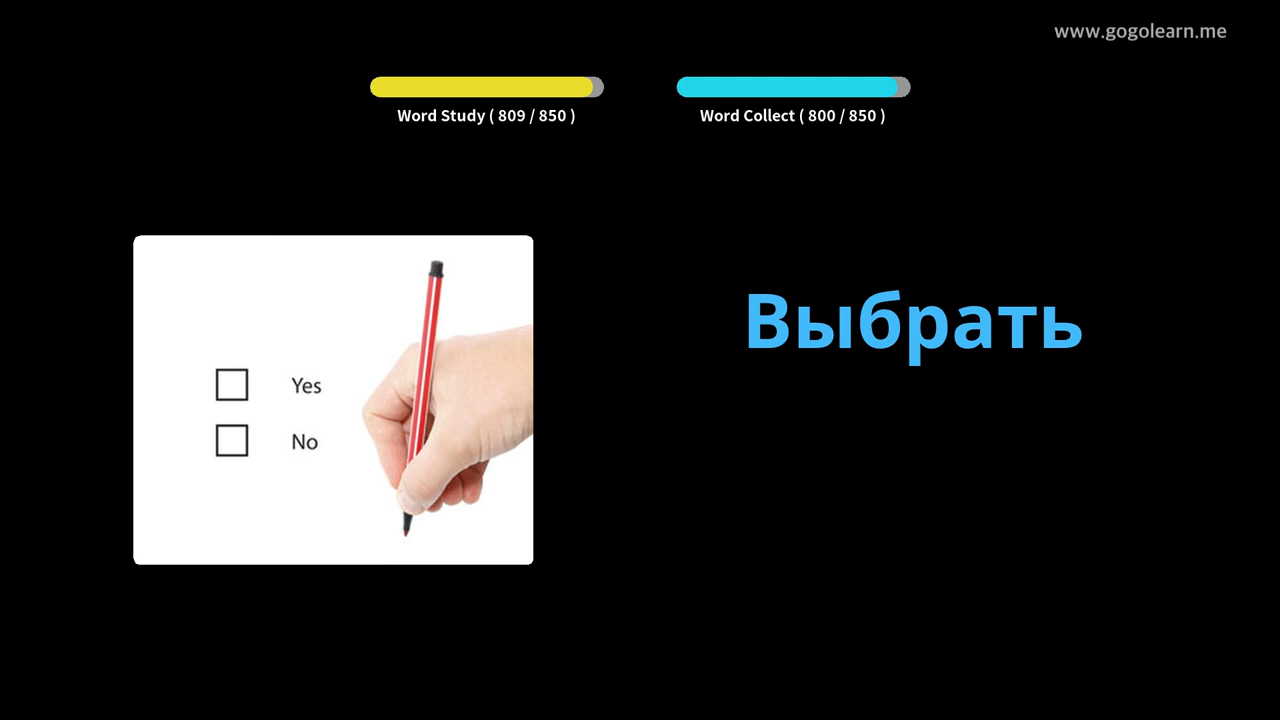 www.gogolearn.me
Word Study ( 809 / 850 )
Word Collect ( 800 / 850 )
Выбрать
Yes
No